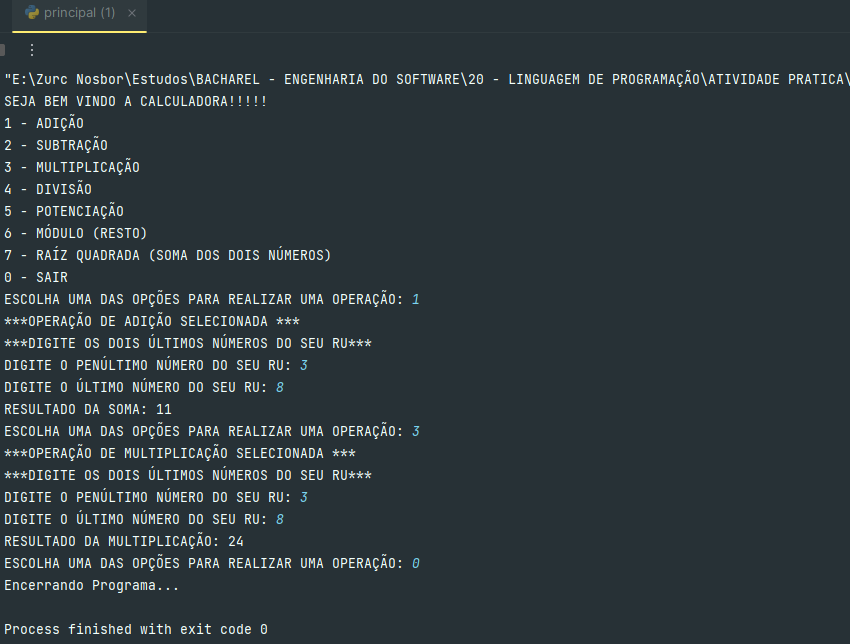 principal (1)
"E:\Zurc Nosbor\Estudos\BACHAREL - ENGENHARIA DO SOFTWARE\20 - LINGUAGEM DE PROGRAMAÇÃO\ATIVIDADE PRATICA\
SEJA BEM VINDO A CALCULADORA!!!!!
1 - ADIÇÃO
2 - SUBTRAÇÃO
3 - MULTIPLICAÇÃO
4 - DIVISÃO
5 - POTENCIAÇÃO
6 - MÓDULO (RESTO)
7 - RAÍZ QUADRADA (SOMA DOS DOIS NÚMEROS)
0 - SAIR
ESCOLHA UMA DAS OPÇÕES PARA REALIZAR UMA OPERAÇÃO: 1
***OPERAÇÃO DE ADIÇÃO SELECIONADA ***
***DIGITE OS DOIS ÚLTIMOS NÚMEROS DO SEU RU***
DIGITE O PENÚLTIMO NÚMERO DO SEU RU: 3
DIGITE O ÚLTIMO NÚMERO DO SEU RU: 8
RESULTADO DA SOMA: 11
ESCOLHA UMA DAS OPÇÕES PARA REALIZAR UMA OPERAÇÃO: 3
***OPERAÇÃO DE MULTIPLICAÇÃO SELECIONADA ***
***DIGITE OS DOIS ÚLTIMOS NÚMEROS DO SEU RU***
DIGITE O PENÚLTIMO NÚMERO DO SEU RU: 3
DIGITE O ÚLTIMO NÚMERO DO SEU RU: 8
RESULTADO DA MULTIPLICAÇÃO: 24
ESCOLHA UMA DAS OPÇÕES PARA REALIZAR UMA OPERAÇÃO: 0
Encerrando Programa...
Process finished with exit code 0